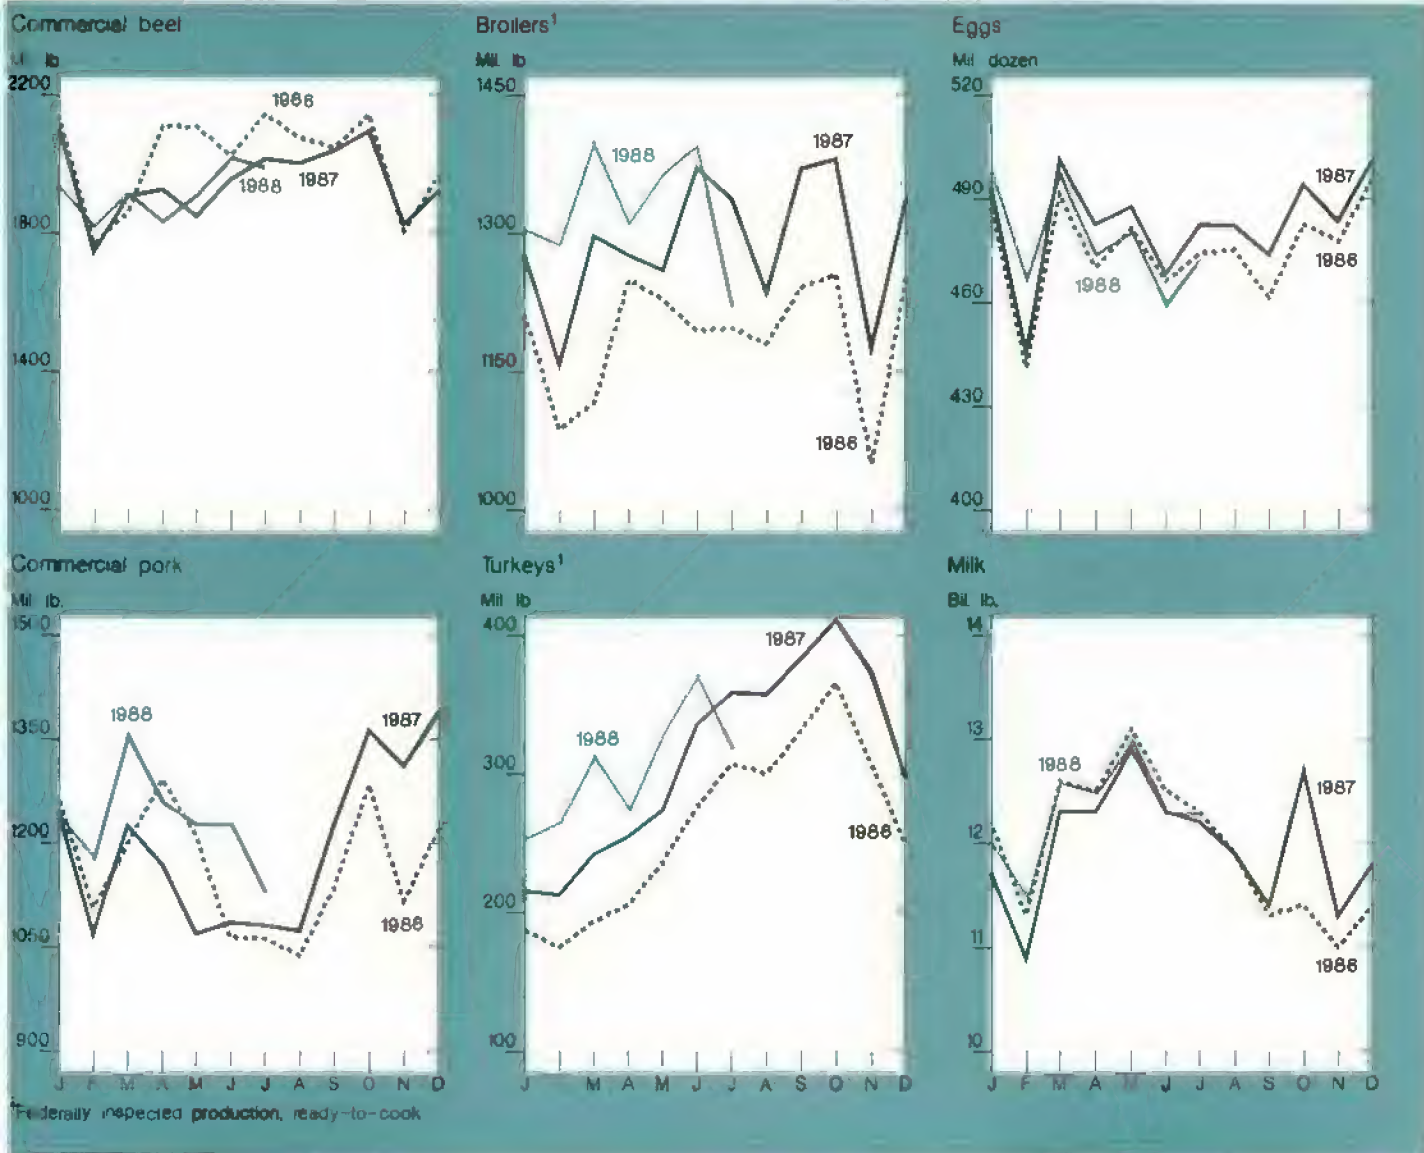 Commercial beef
Mil lb
2200
1800
1400
1000
1986
1988
1987
Broilers¹
Mil. lb
1450
1300
1150
1000
1988
1987
1986
Eggs
Mil dozen
520
490
460
430
400
1987
1986
1988
Commercial pork
Mil lb.
1500
1350
1200
1050
900
1988
1987
1986
J F M A M J J A S O N D
Turkeys¹
Mil lb
400
300
200
100
1987
1988
1986
M A M J J A S O N D
Milk
Bil. lb.
14
13
12
11
10
1988
1987
1986
J F M A M J J A S O N D
¹Federally inspected production, ready-to-cook